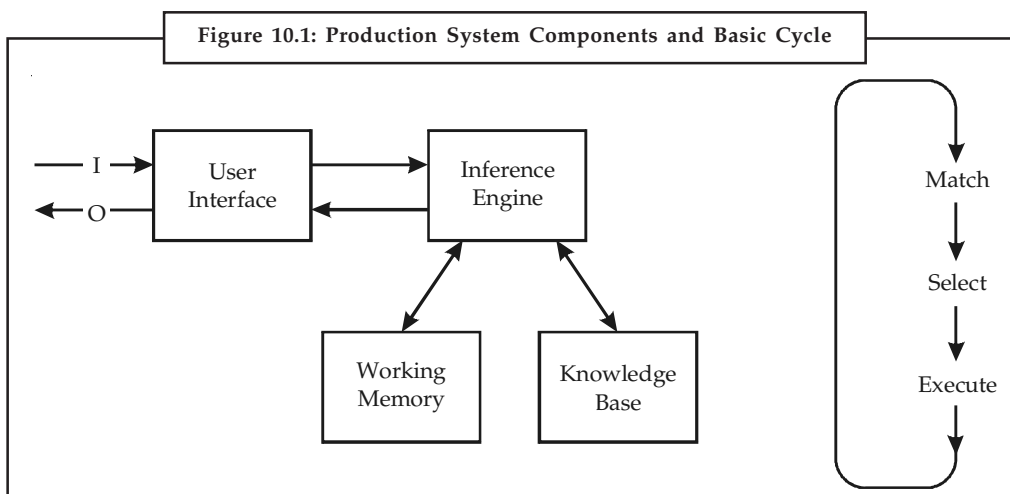 Figure 10.1: Production System Components and Basic Cycle
I
O
User
Interface
Inference
Engine
Working
Memory
Knowledge
Base
Match
Select
Execute